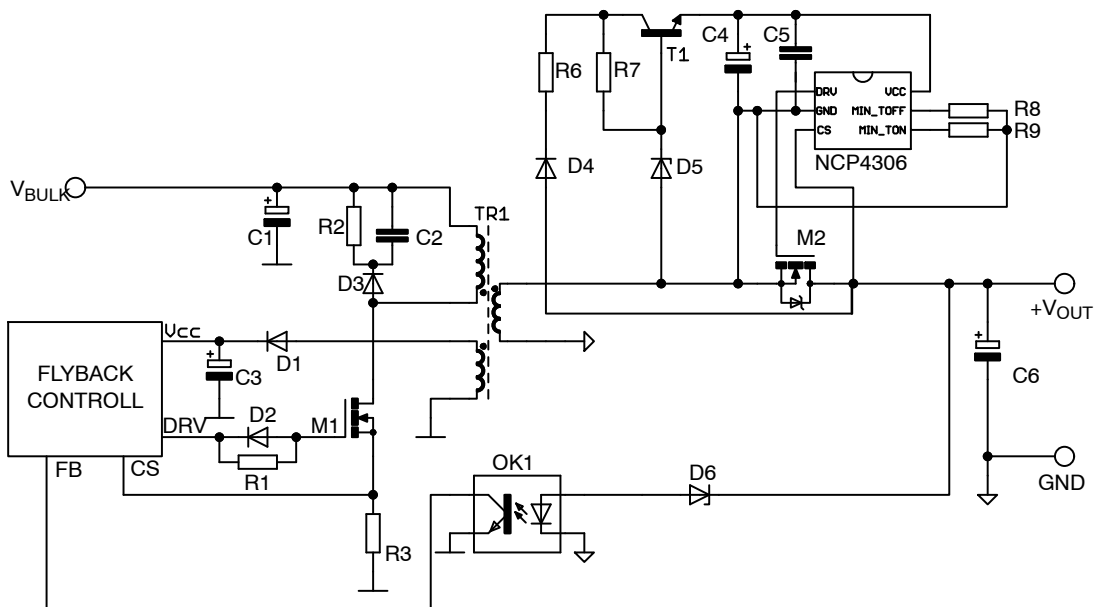 C4
+
C5
R6
R7
T1
DRV
VCC
GND
MIN_TOFF
CS
MIN_TON
R8
R9
NCP4306
D4
D5
VBULK
+
C1
R2
C2
TR1
D3
M2
+VOUT
+
C6
GND
Vcc
D1
+
C3
FLYBACK
CONTROLL
DRV
D2
M1
R1
FB
CS
OK1
D6
R3